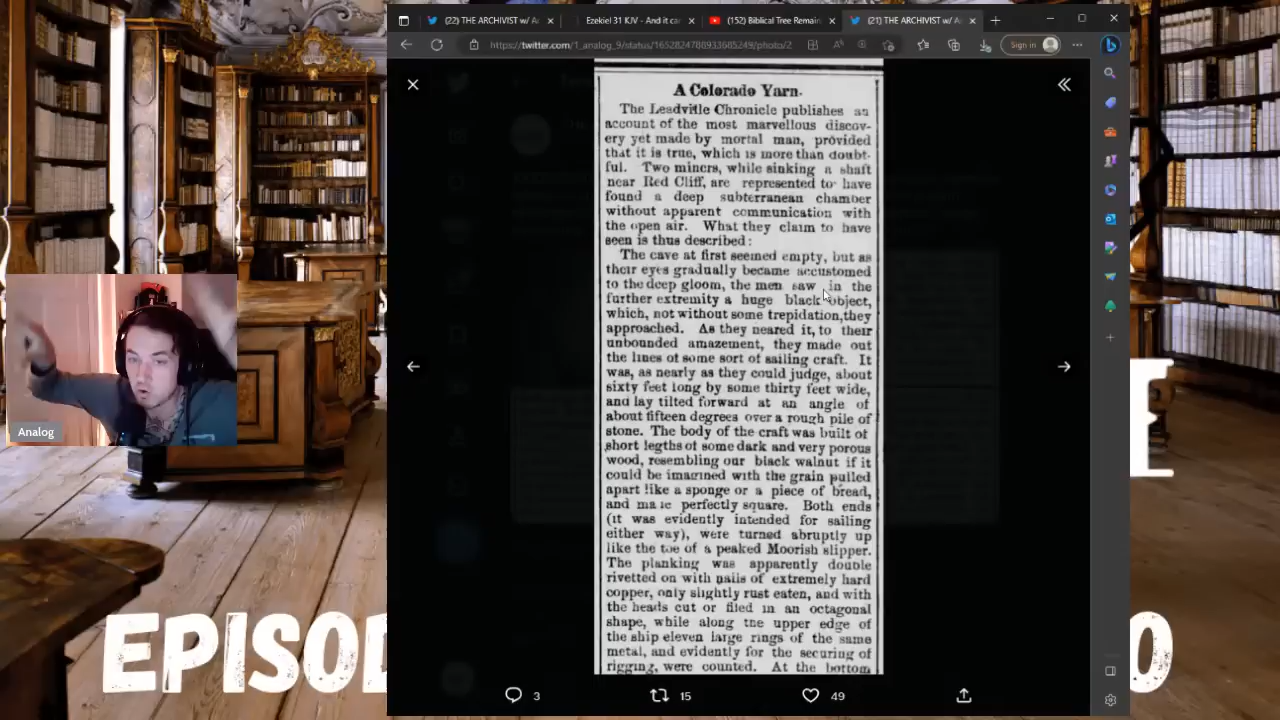 (22) THE ARCHIVIST w/ A
Ezekiel 31 KJV - And it ca
(152) Biblical Tree Remain
(21) THE ARCHIVIST w/ A
https://twitter.com/1_analog_9/status/1652824780933685249/photo/2
Sign in
A Colorado Yarn.
The Leadville Chronicle publishes an
account of the most marvellous discov-
ery yet made by mortal man, provided
that it is true, which is more than doubt-
ful. Two miners, while sinking a shaft
near Red Cliff, are represented to have
found a deep subterranean chamber
without apparent communication with
the open air. What they claim to have
seen is thus described:
The cave at first seemed empty, but as
their eyes gradually became accustomed
to the deep gloom, the men saw in the
further extremity a huge black object,
which, not without some trepidation,they
approached. As they neared it, to their
unbounded amazement, they made out
the lines of some sort of sailing craft. It
was, as nearly as they could judge, about
sixty feet long by some thirty feet wide,
and lay tilted forward at an angle of
about fifteen degrees over a rough pile of
stone. The body of the craft was built of
short legths of some dark and very porous
wood, resembling our black walnut if it
could be imagined with the grain pulled
apart like a sponge or a piece of bread,
and made perfectly square. Both ends
(it was evidently intended for sailing
either way), were turned abruptly up
like the toe of a peaked Moorish slipper.
The planking was apparently double
rivetted on with nails of extremely hard
copper, only slightly rust eaten, and with
the heads cut or filed in an octagonal
shape, while along the upper edge of
the ship eleven large rings of the same
metal, and evidently for the securing of
rigging, were counted. At the bottom
3
15
49
Analog
EPISOD